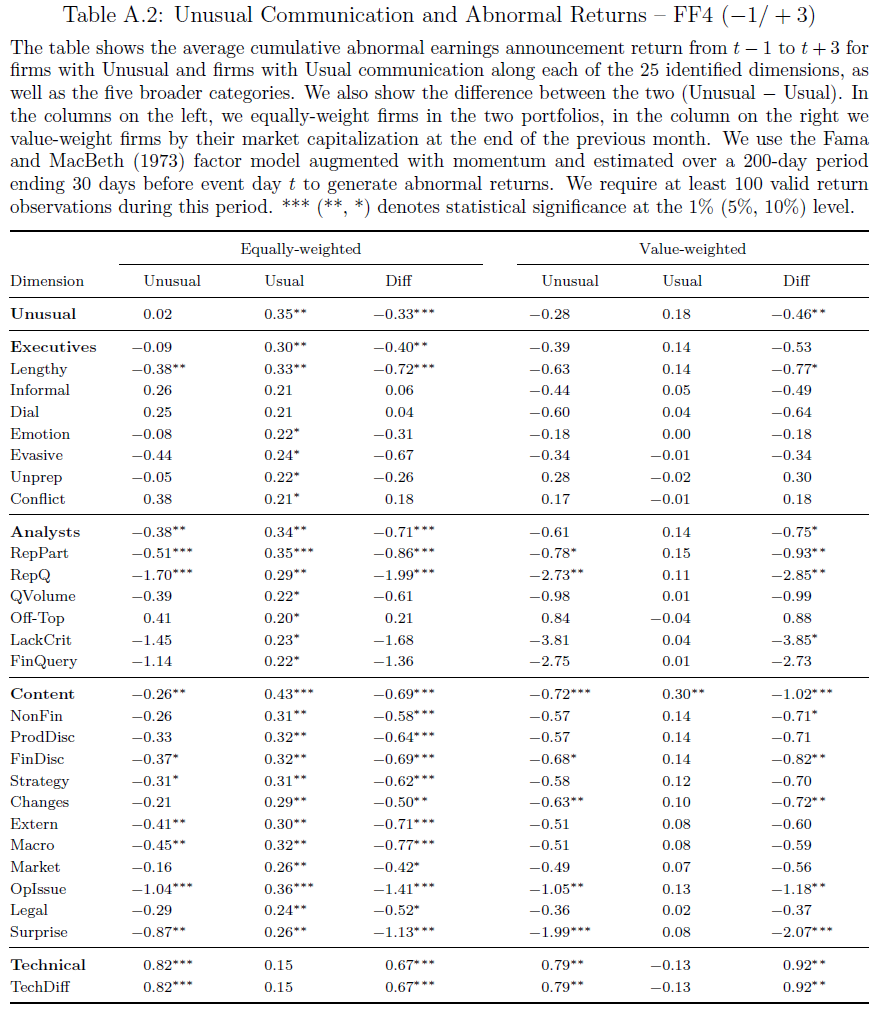 Table A.2: Unusual Communication and Abnormal Returns – FF4 (−1/ + 3)
The table shows the average cumulative abnormal earnings announcement return from t − 1 to t + 3 for
firms with Unusual and firms with Usual communication along each of the 25 identified dimensions, as
well as the five broader categories. We also show the difference between the two (Unusual − Usual). In
the columns on the left, we equally-weight firms in the two portfolios, in the column on the right we
value-weight firms by their market capitalization at the end of the previous month. We use the Fama
and MacBeth (1973) factor model augmented with momentum and estimated over a 200-day period
ending 30 days before event day t to generate abnormal returns. We require at least 100 valid return
observations during this period. *** (**, *) denotes statistical significance at the 1% (5%, 10%) level.
Equally-weighted Value-weighted
Dimension Unusual Usual Diff Unusual Usual Diff
Unusual 0.02 0.35** −0.33*** −0.28 0.18 −0.46**
Executives −0.09 0.30** −0.40** −0.39 0.14 −0.53
Lengthy −0.38** 0.33** −0.72*** −0.63 0.14 −0.77*
Informal 0.26 0.21 0.06 −0.44 0.05 −0.49
Dial 0.25 0.21 0.04 −0.60 0.04 −0.64
Emotion −0.08 0.22* −0.31 −0.18 0.00 −0.18
Evasive −0.44 0.24* −0.67 −0.34 −0.01 −0.34
Unprep −0.05 0.22* −0.26 0.28 −0.02 0.30
Conflict 0.38 0.21* 0.18 0.17 −0.01 0.18
Analysts −0.38** 0.34** −0.71*** −0.61 0.14 −0.75*
RepPart −0.51*** 0.35*** −0.86*** −0.78* 0.15 −0.93**
RepQ −1.70*** 0.29** −1.99*** −2.73** 0.11 −2.85**
QVolume −0.39 0.22* −0.61 −0.98 0.01 −0.99
Off-Top 0.41 0.20* 0.21 0.84 −0.04 0.88
LackCrit −1.45 0.23* −1.68 −3.81 0.04 −3.85*
FinQuery −1.14 0.22* −1.36 −2.75 0.01 −2.73
Content −0.26** 0.43*** −0.69*** −0.72*** 0.30** −1.02***
NonFin −0.26 0.31** −0.58*** −0.57 0.14 −0.71*
ProdDisc −0.33 0.32** −0.64*** −0.57 0.14 −0.71
FinDisc −0.37* 0.32** −0.69*** −0.68* 0.14 −0.82**
Strategy −0.31* 0.31** −0.62*** −0.58 0.12 −0.70
Changes −0.21 0.29** −0.50** −0.63** 0.10 −0.72**
Extern −0.41** 0.30** −0.71*** −0.51 0.08 −0.60
Macro −0.45** 0.32** −0.77*** −0.51 0.08 −0.59
Market −0.16 0.26** −0.42* −0.49 0.07 −0.56
OpIssue −1.04*** 0.36*** −1.41*** −1.05** 0.13 −1.18**
Legal −0.29 0.24** −0.52* −0.36 0.02 −0.37
Surprise −0.87** 0.26** −1.13*** −1.99*** 0.08 −2.07***
Technical 0.82*** 0.15 0.67*** 0.79** −0.13 0.92**
TechDiff 0.82*** 0.15 0.67*** 0.79** −0.13 0.92**